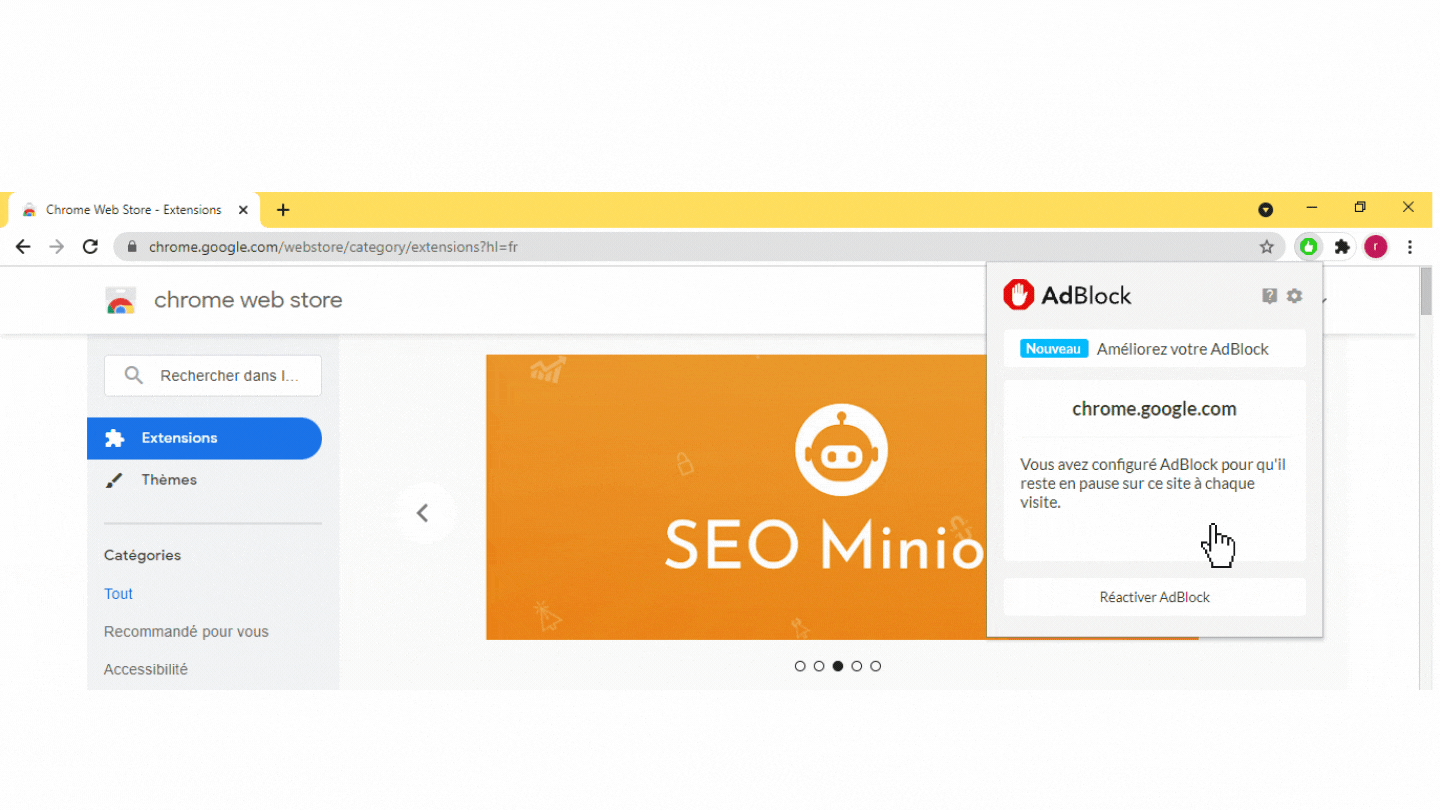 Chrome Web Store - Extensions
chrome.google.com/webstore/category/extensions?hl=fr
r
chrome web store
Rechercher dans l...
Extensions
Thèmes
Catégories
Tout
Recommandé pour vous
Accessibilité
SEO Minio
AdBlock
Nouveau Améliorez votre AdBlock
chrome.google.com
Vous avez configuré AdBlock pour qu'il
reste en pause sur ce site à chaque
visite.
Réactiver AdBlock